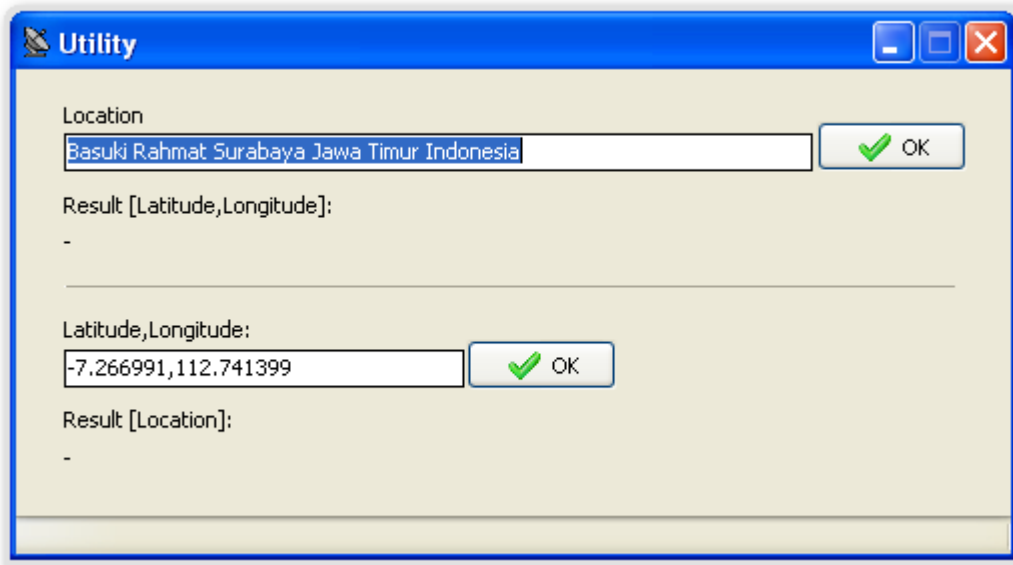 Utility
Location
Basuki Rahmat Surabaya Jawa Timur Indonesia
OK
Result [Latitude,Longitude]:
-
Latitude,Longitude:
-7.266991,112.741399
OK
Result [Location]:
-